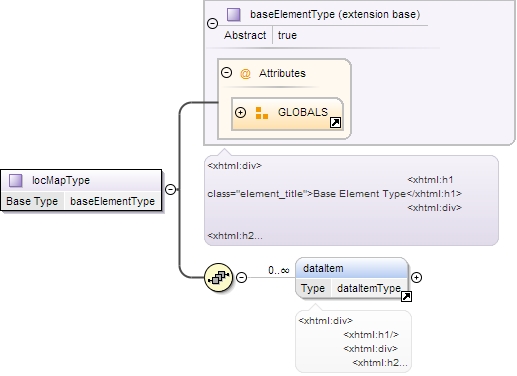 baseElementType (extension base)
Abstract true
@ Attributes
GLOBALS
<xhtml:div>
<xhtml:h1
class="element_title">Base Element Type</xhtml:h1>
<xhtml:div>
<xhtml:h2...
locMapType
Base Type baseElementType
0..∞
dataItem
Type dataItemType
<xhtml:div>
<xhtml:h1/>
<xhtml:div>
<xhtml:h2...